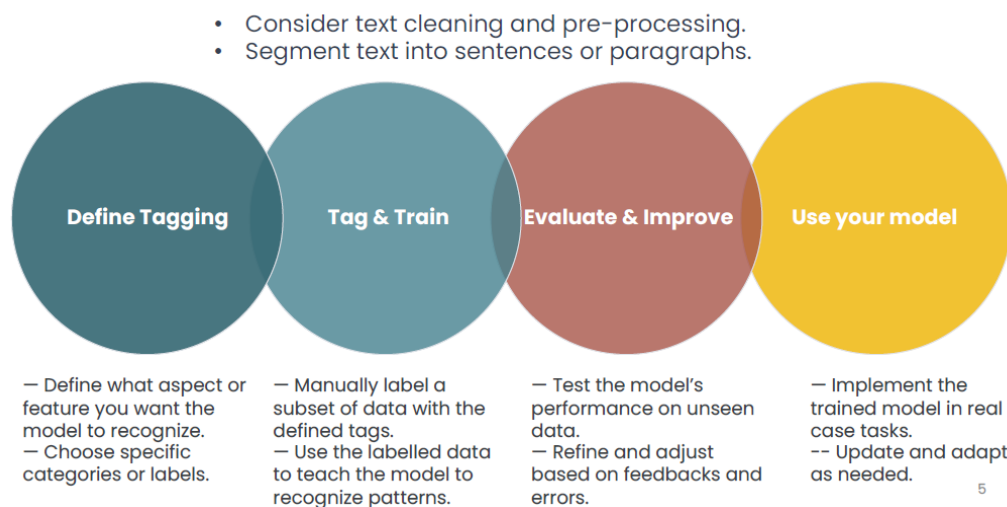 • Consider text cleaning and pre-processing.
• Segment text into sentences or paragraphs.
Define Tagging
Tag & Train
Evaluate & Improve
Use your model
— Define what aspect or
feature you want the
model to recognize.
— Choose specific
categories or labels.
— Manually label a
subset of data with the
defined tags.
— Use the labelled data
to teach the model to
recognize patterns.
— Test the model's
performance on unseen
data.
— Refine and adjust
based on feedbacks and
errors.
— Implement the
trained model in real
case tasks.
-- Update and adapt
as needed.
5